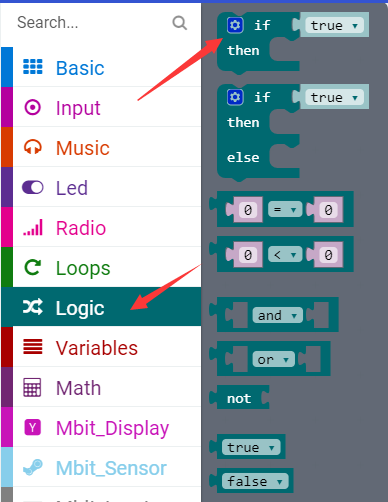 Search...
Basic
Input
Music
Led
Radio
Loops
Logic
Variables
Math
Mbit_Display
Mbit_Sensor
if true
then
if true
then
else
0 = 0
0 < 0
and
or
not
true
false